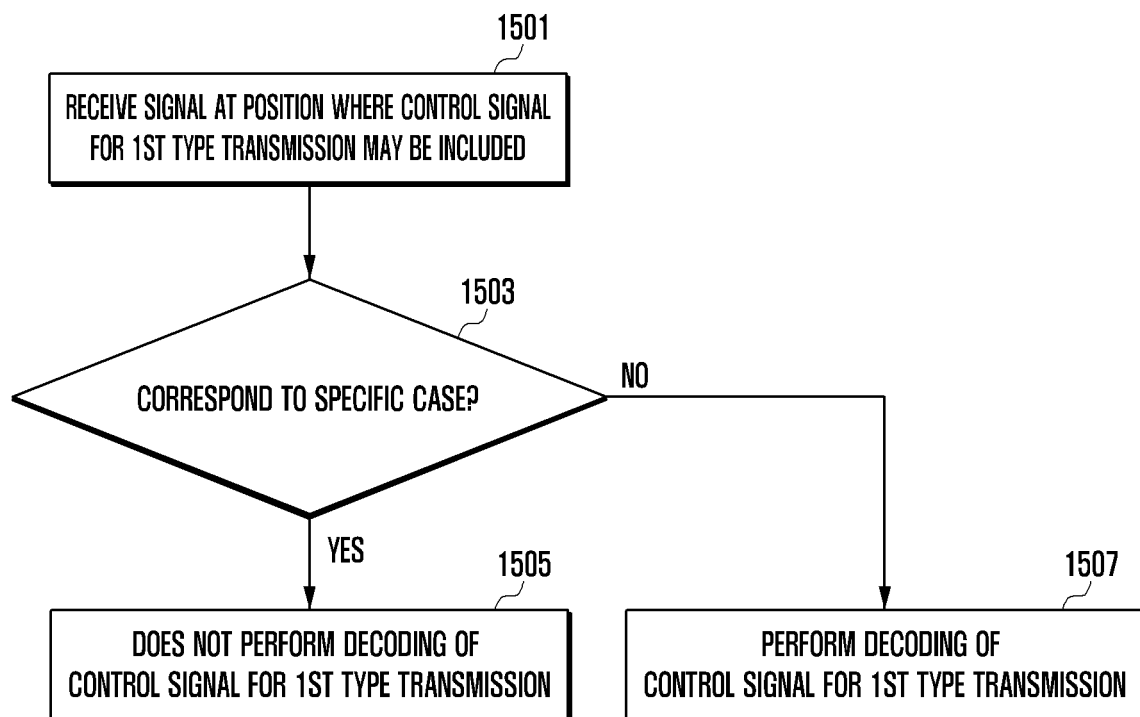 1501
RECEIVE SIGNAL AT POSITION WHERE CONTROL SIGNAL
FOR 1ST TYPE TRANSMISSION MAY BE INCLUDED
1503
CORRESPOND TO SPECIFIC CASE?
NO
YES
1505
DOES NOT PERFORM DECODING OF
CONTROL SIGNAL FOR 1ST TYPE TRANSMISSION
1507
PERFORM DECODING OF
CONTROL SIGNAL FOR 1ST TYPE TRANSMISSION